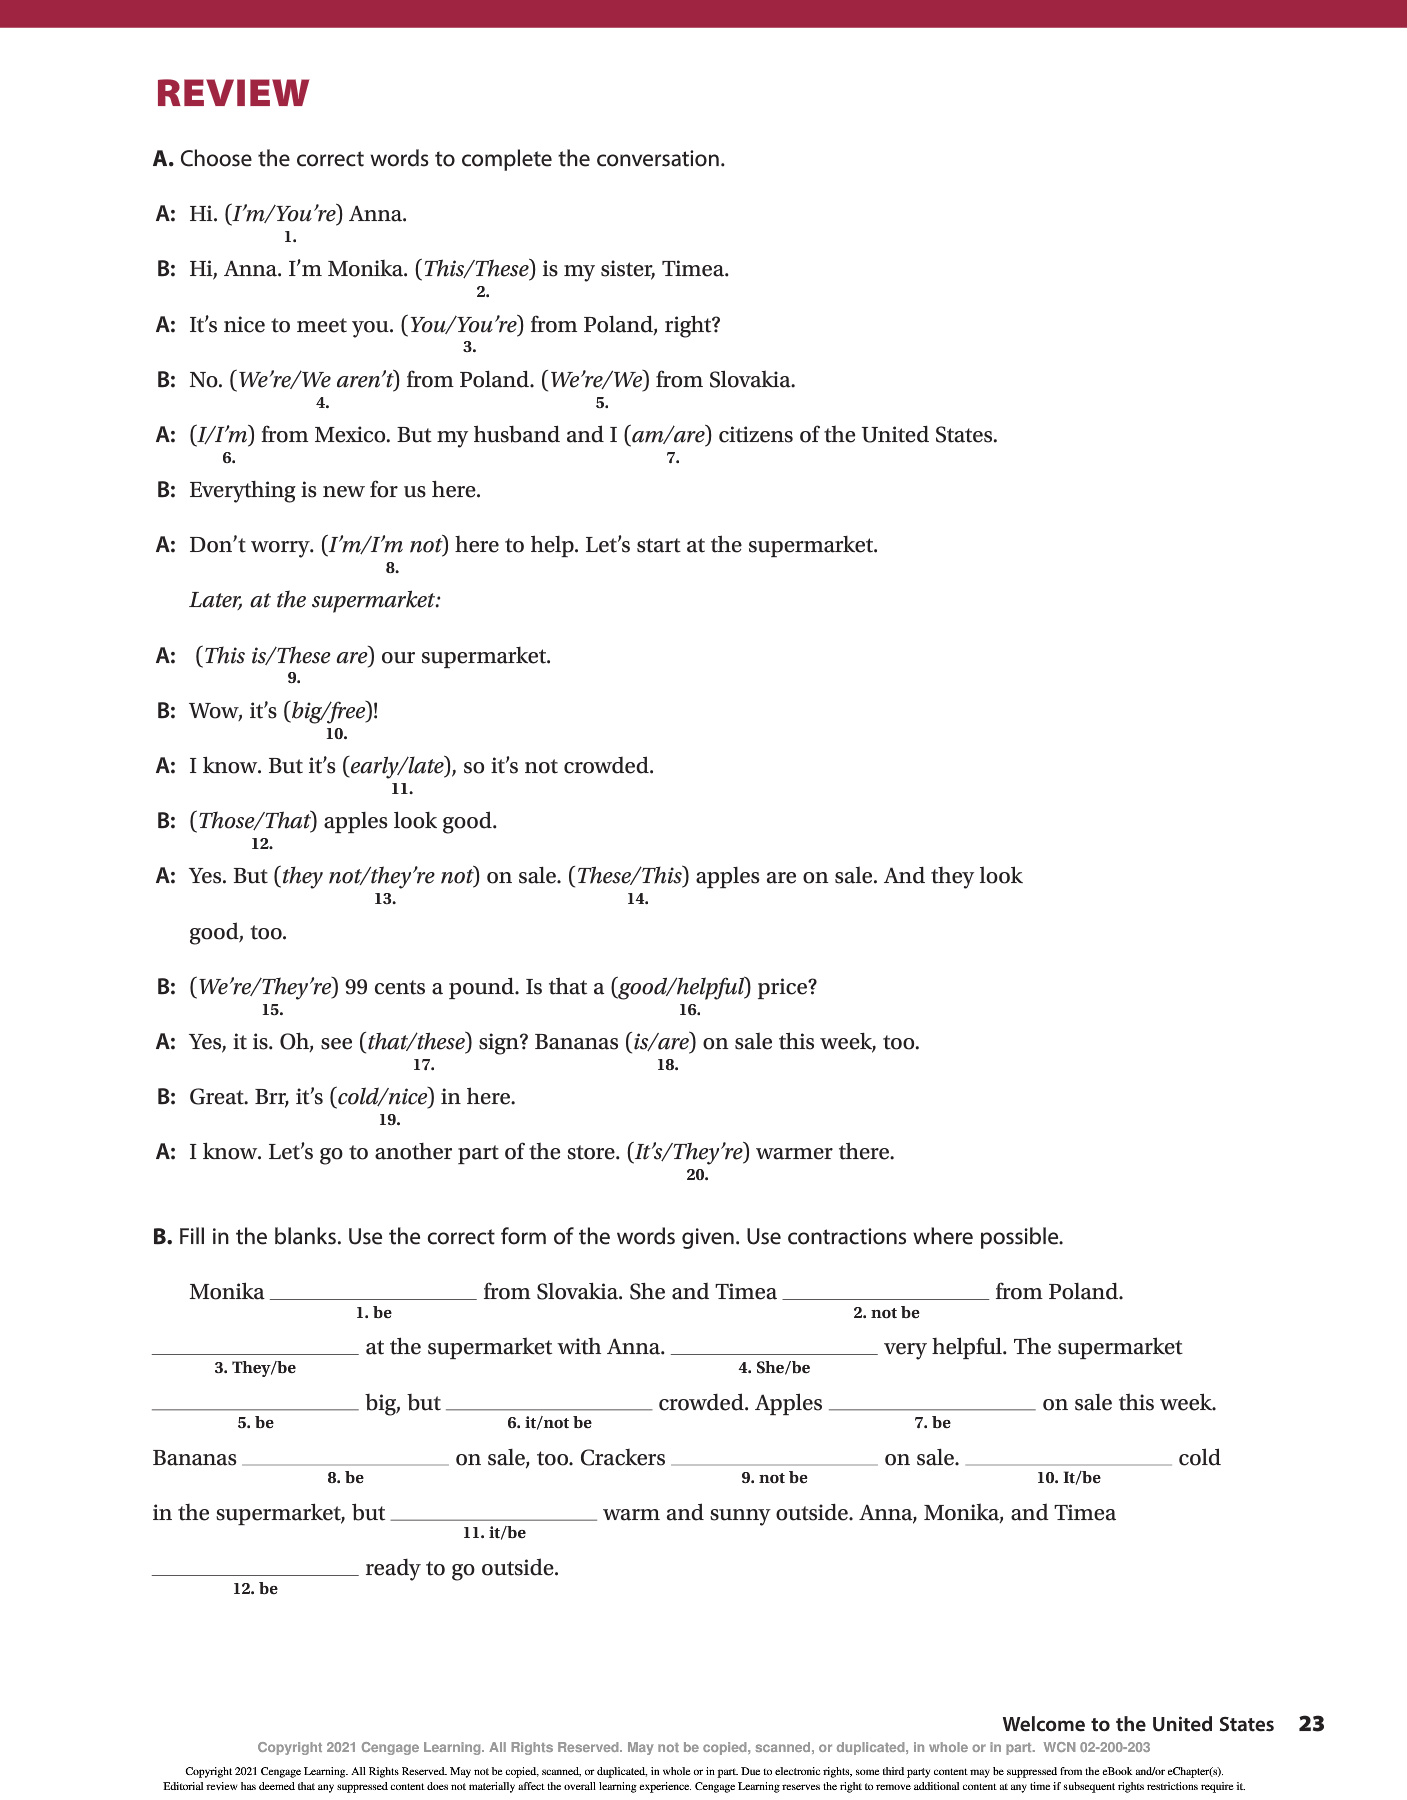 REVIEW
A. Choose the correct words to complete the conversation.
A: Hi. (I’m/You’re) Anna.
1.
B: Hi, Anna. I’m Monika. (This/These) is my sister, Timea.
2.
A: It’s nice to meet you. (You/You’re) from Poland, right?
3.
B: No. (We’re/We aren’t) from Poland. (We’re/We) from Slovakia.
4. 5.
A: (I/I’m) from Mexico. But my husband and I (am/are) citizens of the United States.
6. 7.
B: Everything is new for us here.
A: Don’t worry. (I’m/I’m not) here to help. Let’s start at the supermarket.
8.
Later, at the supermarket:
A: (This is/These are) our supermarket.
9.
B: Wow, it’s (big/free)!
10.
A: I know. But it’s (early/late), so it’s not crowded.
11.
B: (Those/That) apples look good.
12.
A: Yes. But (they not/they’re not) on sale. (These/This) apples are on sale. And they look
13. 14.
good, too.
B: (We’re/They’re) 99 cents a pound. Is that a (good/helpful) price?
15. 16.
A: Yes, it is. Oh, see (that/these) sign? Bananas (is/are) on sale this week, too.
17. 18.
B: Great. Brr, it’s (cold/nice) in here.
19.
A: I know. Let’s go to another part of the store. (It’s/They’re) warmer there.
20.
B. Fill in the blanks. Use the correct form of the words given. Use contractions where possible.
Monika ____ from Slovakia. She and Timea ____ from Poland.
1. be 2. not be
____ at the supermarket with Anna. ____ very helpful. The supermarket
3. They/be 4. She/be
____ big, but ____ crowded. Apples ____ on sale this week.
5. be 6. it/not be 7. be
Bananas ____ on sale, too. Crackers ____ on sale. ____ cold
8. be 9. not be 10. It/be
in the supermarket, but ____ warm and sunny outside. Anna, Monika, and Timea
11. it/be
____ ready to go outside.
12. be
Welcome to the United States 23
Copyright 2021 Cengage Learning. All Rights Reserved. May not be copied, scanned, or duplicated, in whole or in part. WCN 02-200-203
Copyright 2021 Cengage Learning. All Rights Reserved. May not be copied, scanned, or duplicated, in whole or in part. Due to electronic rights, some third party content may be suppressed from the eBook and/or eChapter(s).
Editorial review has deemed that any suppressed content does not materially affect the overall learning experience. Cengage Learning reserves the right to remove additional content at any time if subsequent rights restrictions require it.